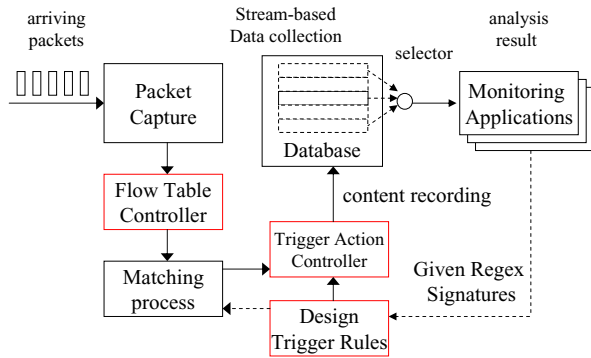 arriving
packets
Stream-based
Data collection
selector
analysis
result
Packet
Capture
Database
Monitoring
Applications
Flow Table
Controller
content recording
Trigger Action
Controller
Matching
process
Given Regex
Signatures
Design
Trigger Rules